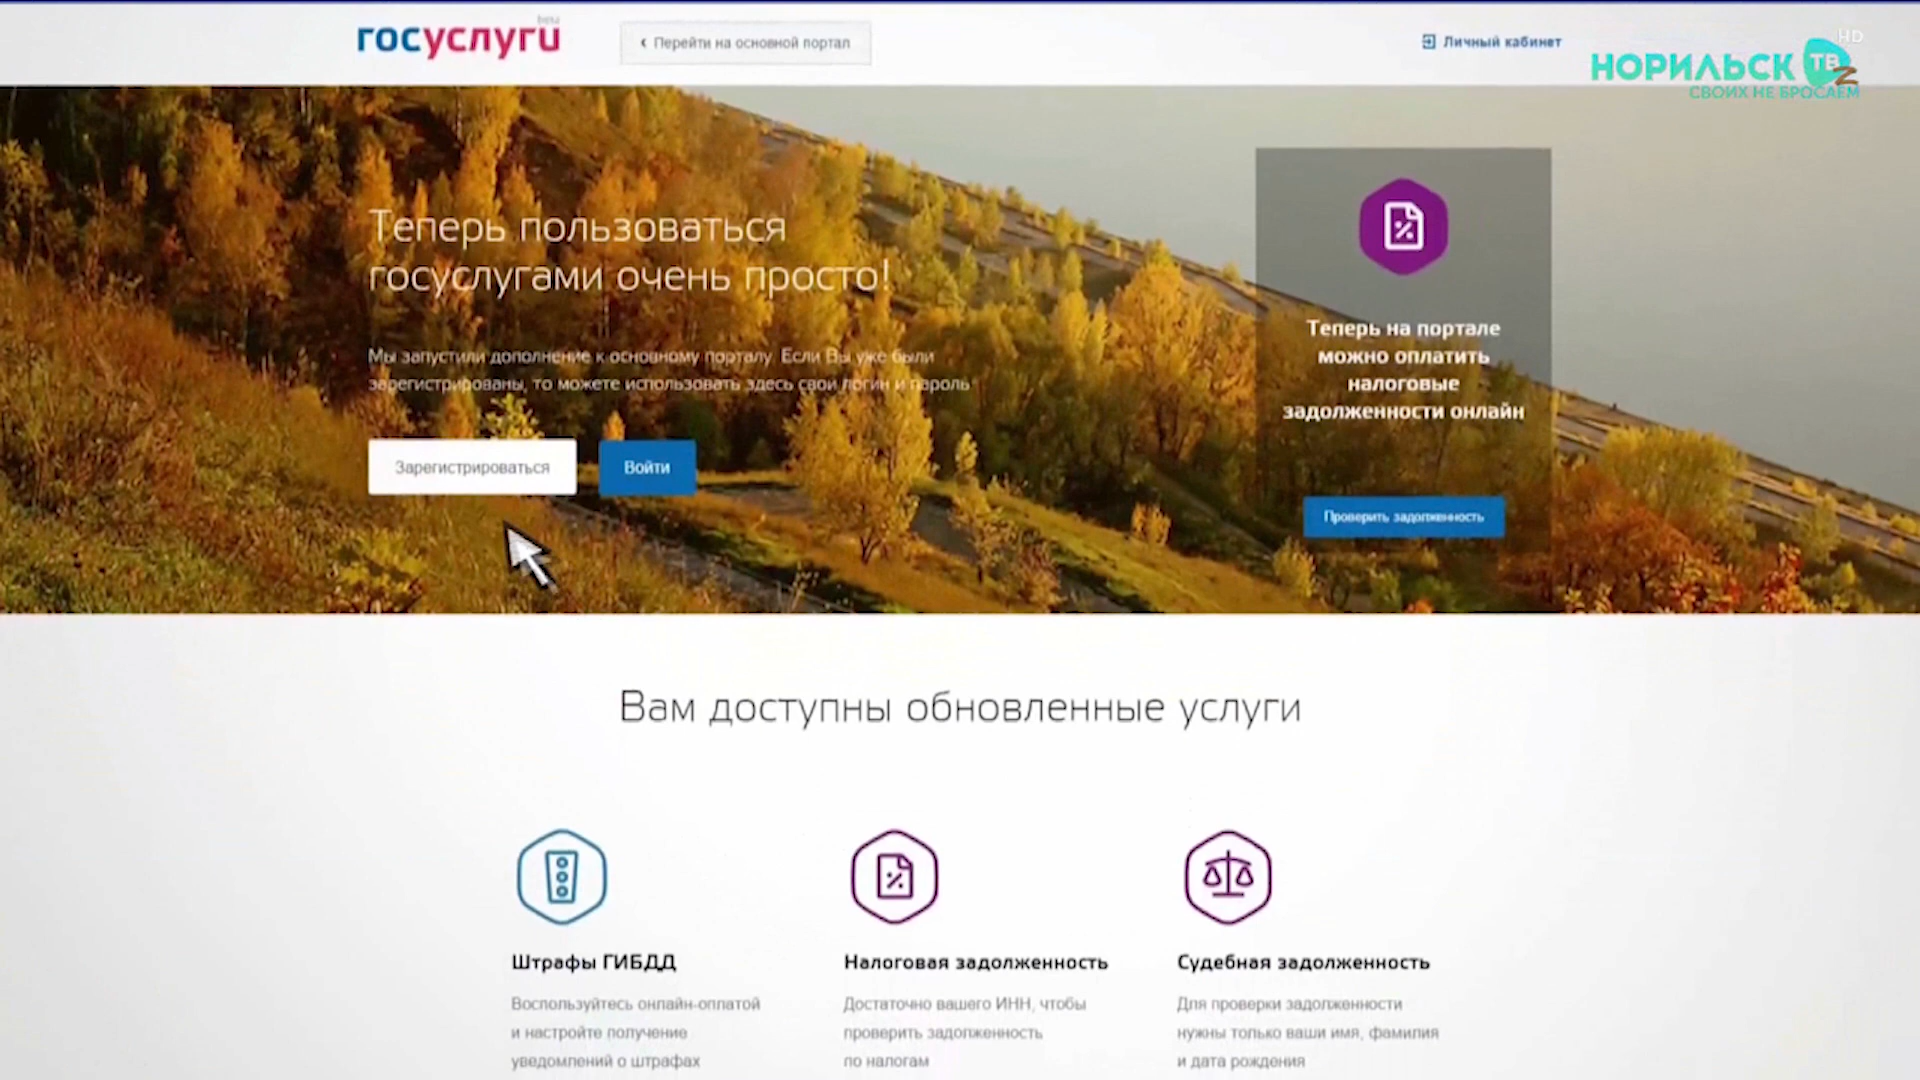 beta
госуслуги
‹ Перейти на основной портал
Личный кабинет
HD
НОРИЛЬСК ТВ
СВОИХ НЕ БРОСАЕМ
Теперь пользоваться
госуслугами очень просто!
Мы запустили дополнение к основному порталу. Если Вы уже были
зарегистрированы, то можете использовать здесь свои логин и пароль
Зарегистрироваться
Войти
Теперь на портале
можно оплатить
налоговые
задолженности онлайн
Проверить задолженность
Вам доступны обновленные услуги
Штрафы ГИБДД
Воспользуйтесь онлайн-оплатой
и настройте получение
уведомлений о штрафах
Налоговая задолженность
Достаточно вашего ИНН, чтобы
проверить задолженность
по налогам
Судебная задолженность
Для проверки задолженности
нужны только ваши имя, фамилия
и дата рождения